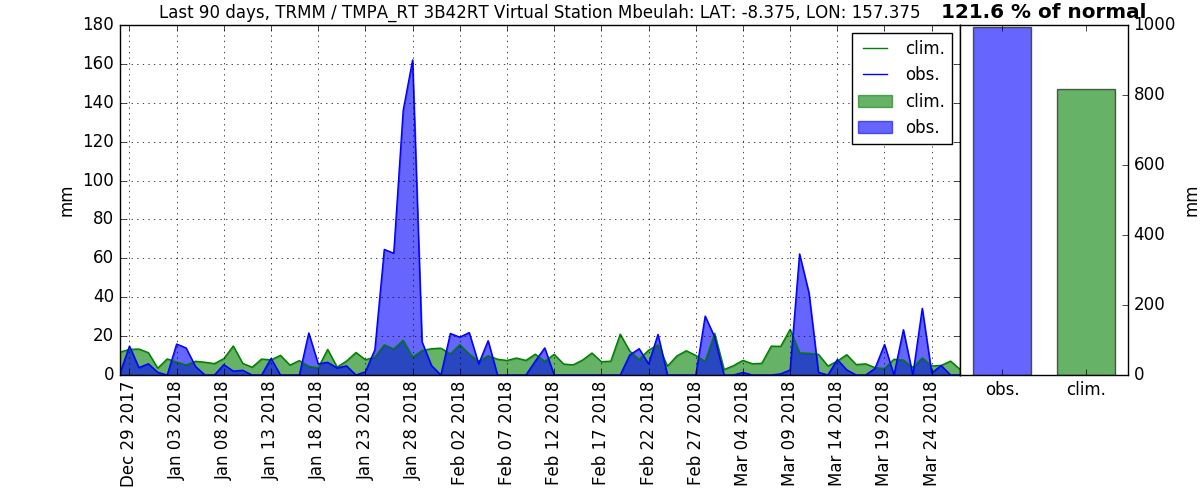 Last 90 days, TRMM / TMPA_RT 3B42RT Virtual Station Mbeulah: LAT: -8.375, LON: 157.375
121.6 % of normal
180
160
140
120
100
80
60
40
20
0
mm
clim.
obs.
clim.
obs.
1000
800
600
400
200
0
mm
Dec 29 2017
Jan 03 2018
Jan 08 2018
Jan 13 2018
Jan 18 2018
Jan 23 2018
Jan 28 2018
Feb 02 2018
Feb 07 2018
Feb 12 2018
Feb 17 2018
Feb 22 2018
Feb 27 2018
Mar 04 2018
Mar 09 2018
Mar 14 2018
Mar 19 2018
Mar 24 2018
obs.
clim.